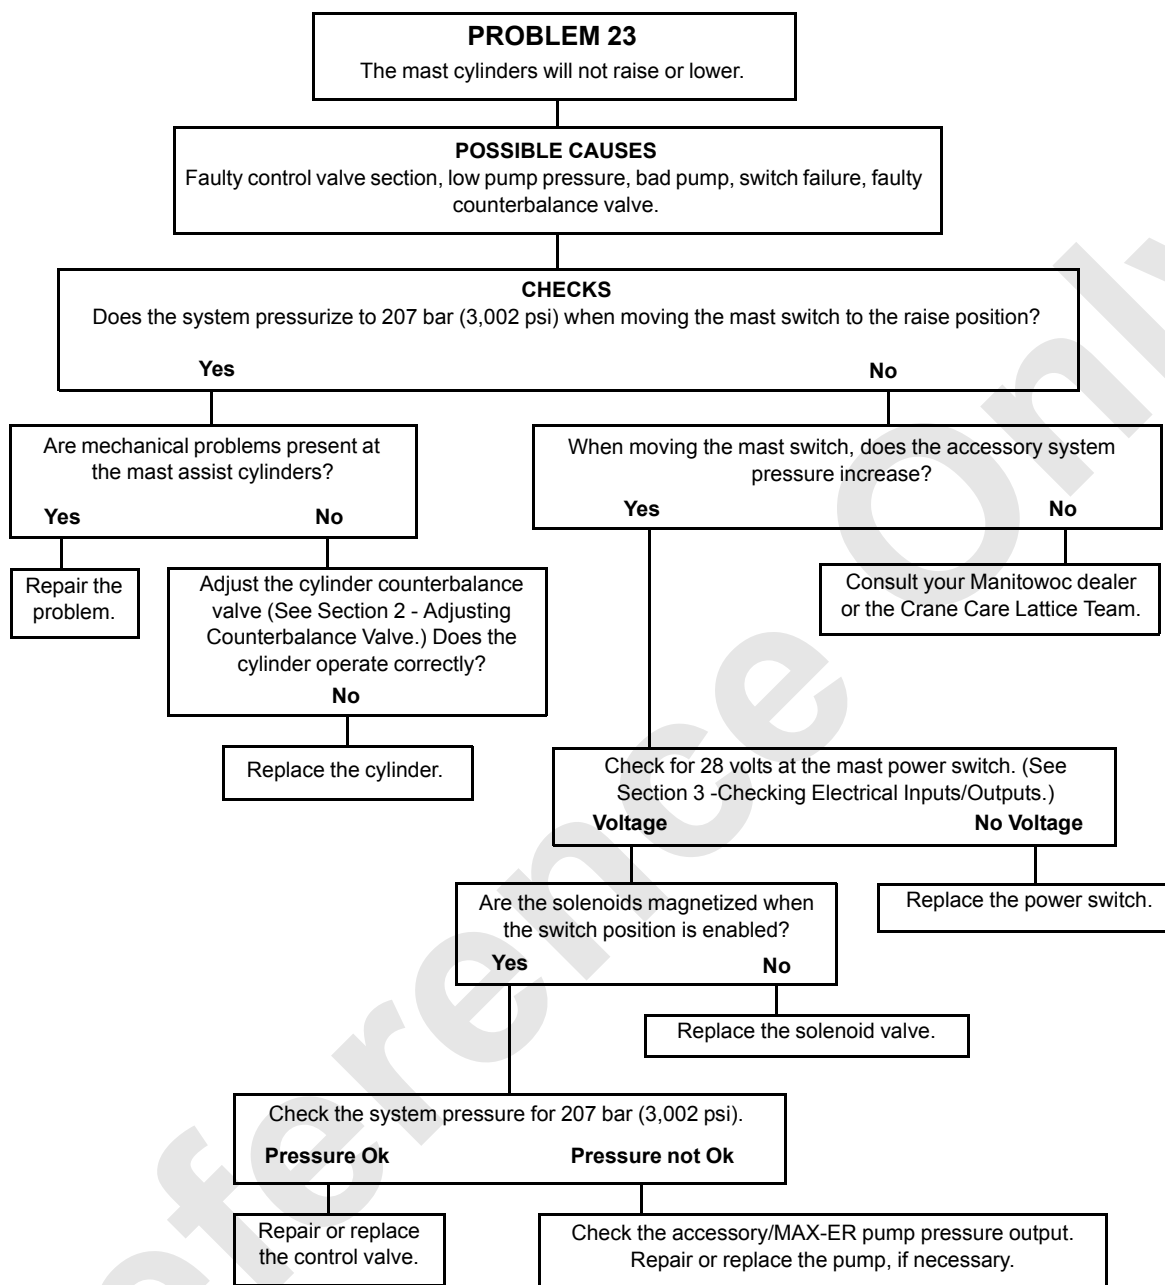 PROBLEM 23
The mast cylinders will not raise or lower.
POSSIBLE CAUSES
Faulty control valve section, low pump pressure, bad pump, switch failure, faulty
counterbalance valve.
CHECKS
Does the system pressurize to 207 bar (3,002 psi) when moving the mast switch to the raise position?
Yes
No
Are mechanical problems present at
the mast assist cylinders?
Yes
No
When moving the mast switch, does the accessory system
pressure increase?
Yes
No
Repair the
problem.
Adjust the cylinder counterbalance
valve (See Section 2 - Adjusting
Counterbalance Valve.) Does the
cylinder operate correctly?
No
Consult your Manitowoc dealer
or the Crane Care Lattice Team.
Replace the cylinder.
Check for 28 volts at the mast power switch. (See
Section 3 -Checking Electrical Inputs/Outputs.)
Voltage
No Voltage
Are the solenoids magnetized when
the switch position is enabled?
Yes
No
Replace the power switch.
Replace the solenoid valve.
Check the system pressure for 207 bar (3,002 psi).
Pressure Ok
Pressure not Ok
Repair or replace
the control valve.
Check the accessory/MAX-ER pump pressure output.
Repair or replace the pump, if necessary.
eference Only